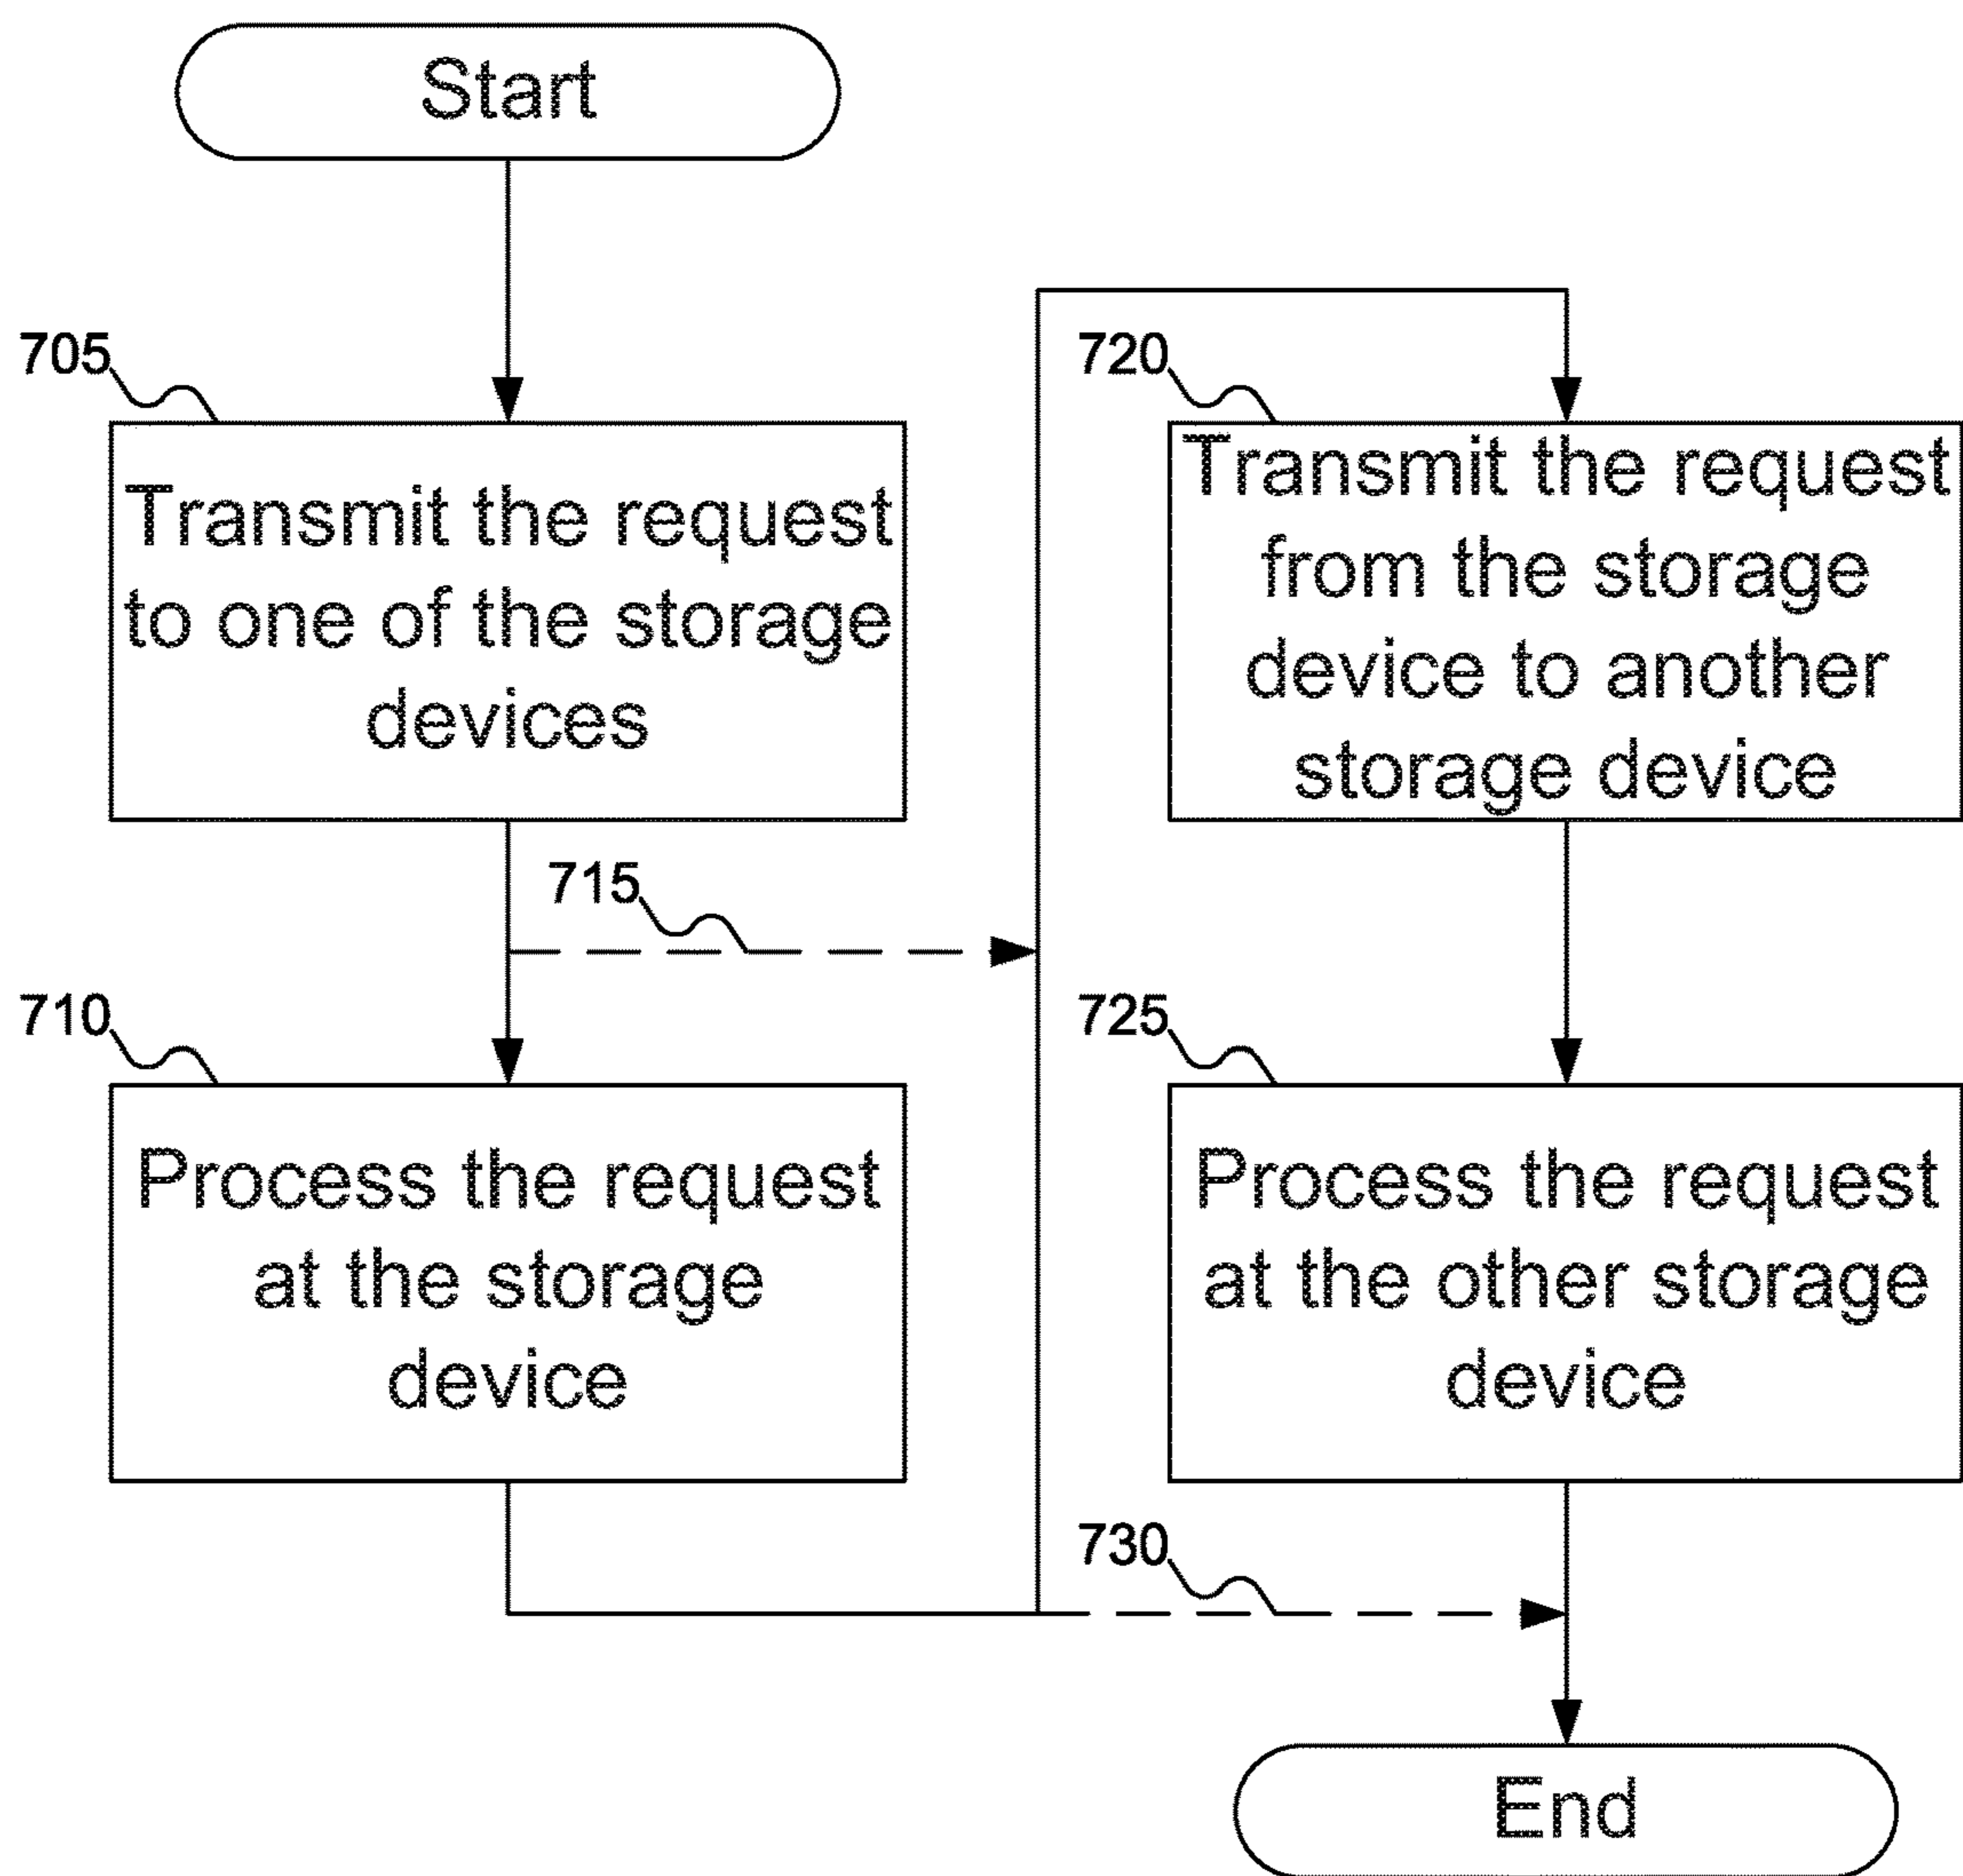 Start
705
Transmit the request
to one of the storage
devices
715
710
Process the request
at the storage
device
720
Transmit the request
from the storage
device to another
storage device
725
Process the request
at the other storage
device
730
End